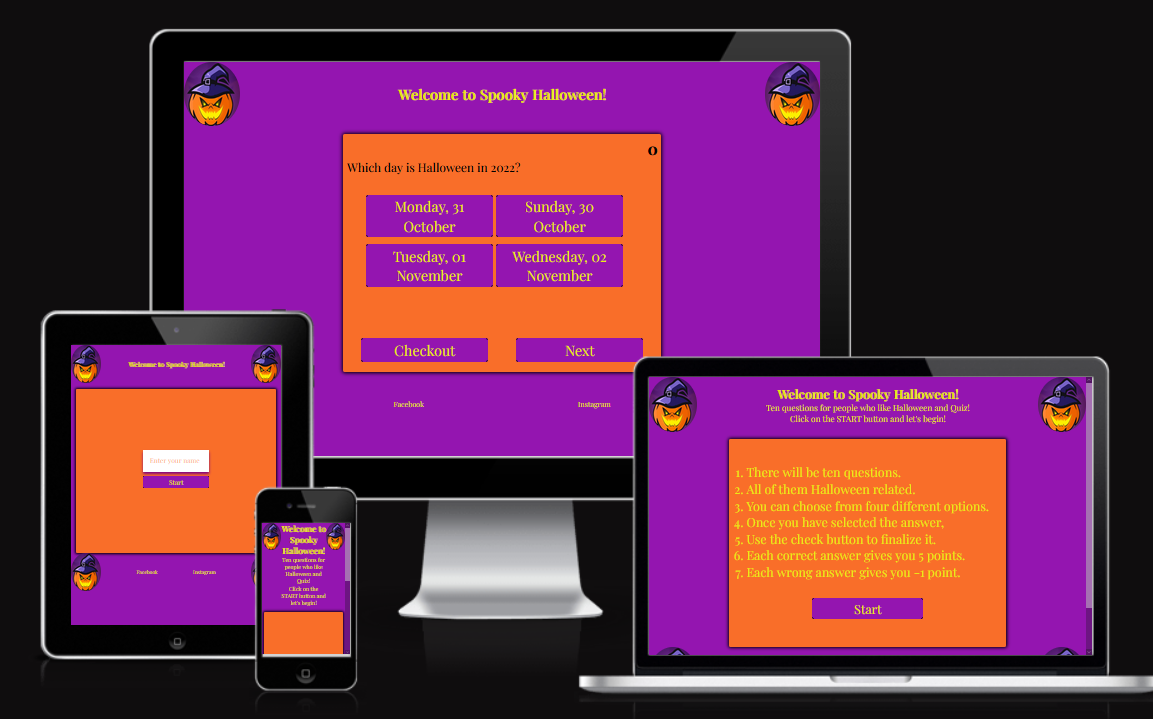 Welcome to Spooky Halloween!
0
Which day is Halloween in 2022?
Monday, 31
October
Sunday, 30
October
Tuesday, 01
November
Wednesday, 02
November
Checkout
Next
Facebook
Instagram
Welcome to Spooky Halloween!
Enter your name
Start
Facebook
Instagram
Welcome to
Spooky
Halloween!
Ten questions for
people who like
Halloween and
Quiz!
Click on the
START button and
let's begin!
Welcome to Spooky Halloween!
Ten questions for people who like Halloween and Quiz!
Click on the START button and let's begin!
1. There will be ten questions.
2. All of them Halloween related.
3. You can choose from four different options.
4. Once you have selected the answer,
5. Use the check button to finalize it.
6. Each correct answer gives you 5 points.
7. Each wrong answer gives you -1 point.
Start